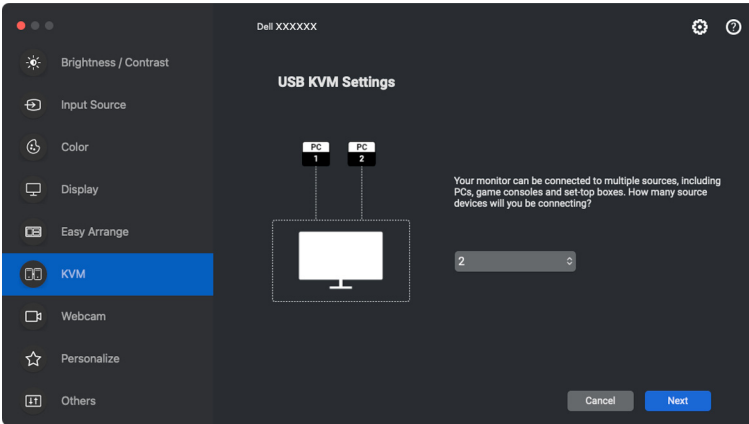 Dell XXXXXX
Brightness / Contrast
Input Source
Color
Display
Easy Arrange
KVM
Webcam
Personalize
Others
USB KVM Settings
PC PC
1 2
Your monitor can be connected to multiple sources, including
PCs, game consoles and set-top boxes. How many source
devices will you be connecting?
2
Cancel Next